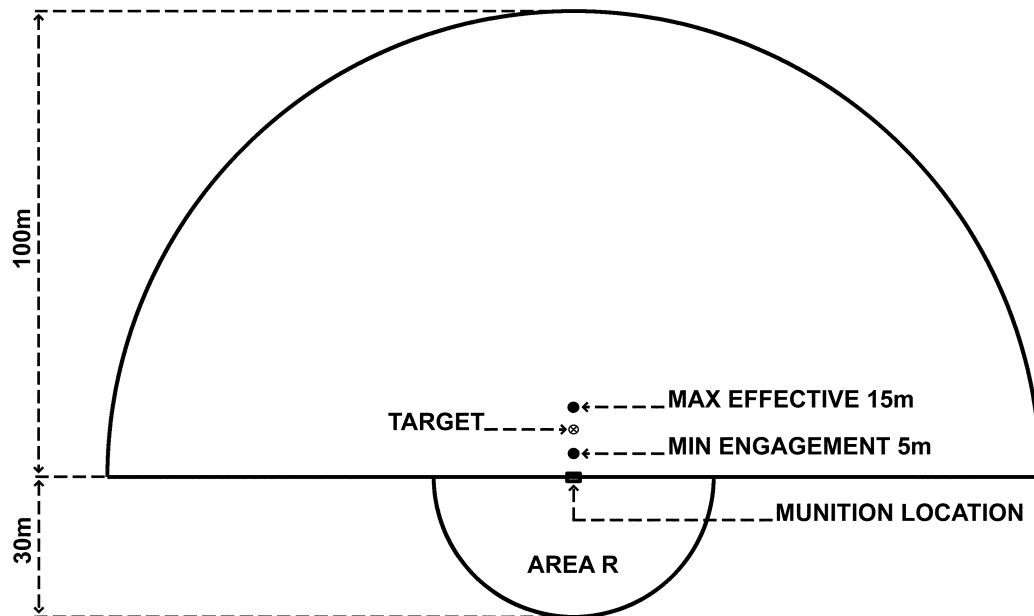 100m
MAX EFFECTIVE 15m
TARGET
MIN ENGAGEMENT 5m
MUNITION LOCATION
30m
AREA R